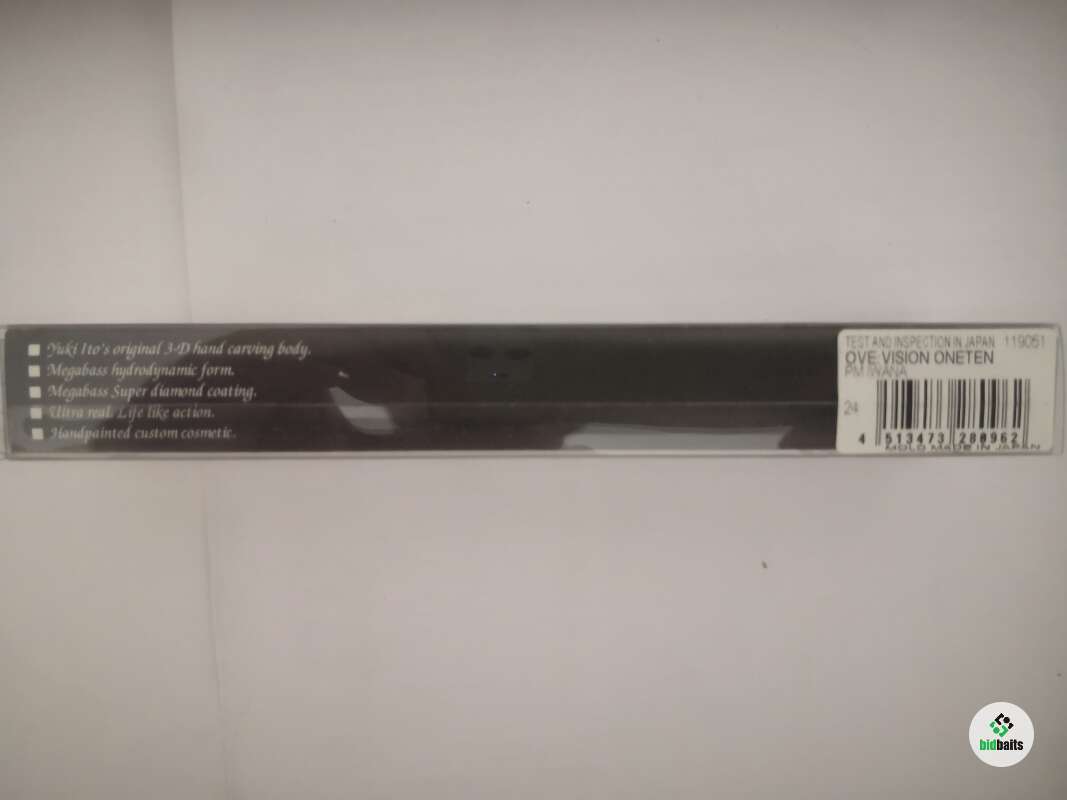 Yuki Ito's original 3-D hand carving body.
Megabass hydrodynamic form.
Megabass Super diamond coating.
Ultra real. Life like action.
Handpainted custom cosmetic.
TEST AND INSPECTION IN JAPAN 119061
OVE VISION ONETEN
PM IWANA
24
4 513473 280962
MOLD MADE IN JAPAN
bidbaits